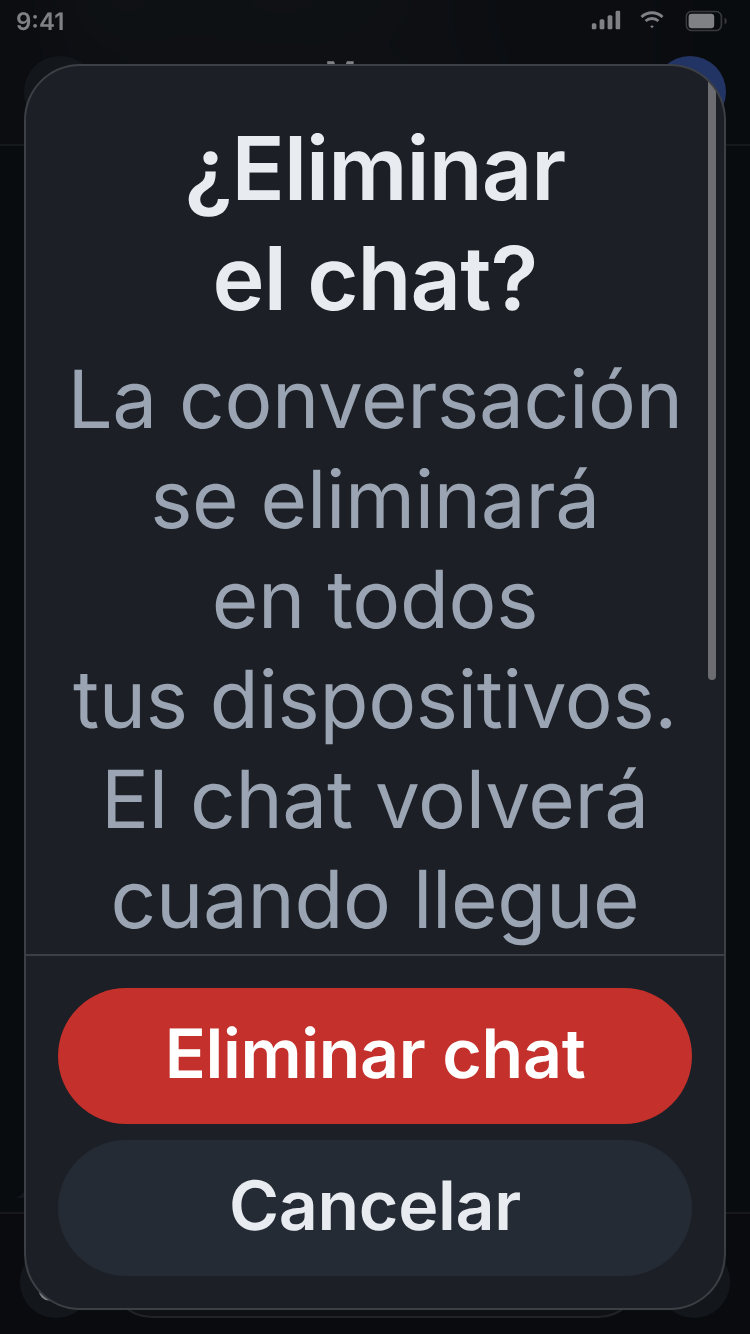 9:41
¿Eliminar
el chat?
La conversación
se eliminará
en todos
tus dispositivos.
El chat volverá
cuando llegue
Eliminar chat
Cancelar